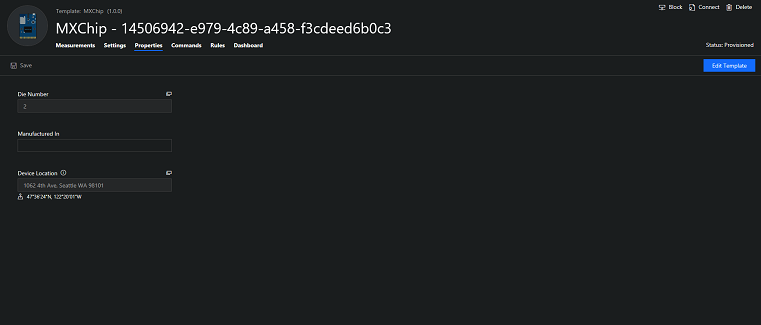 Template: MXChip (1.0.0)
Block Connect Delete
MXChip - 14506942-e979-4c89-a458-f3cdeed6b0c3
Measurements Settings Properties Commands Rules Dashboard
Status: Provisioned
Save
Edit Template
Die Number
2
Manufactured In
Device Location
1062 4th Ave, Seattle WA 98101
47°36'24"N, 122°20'01"W